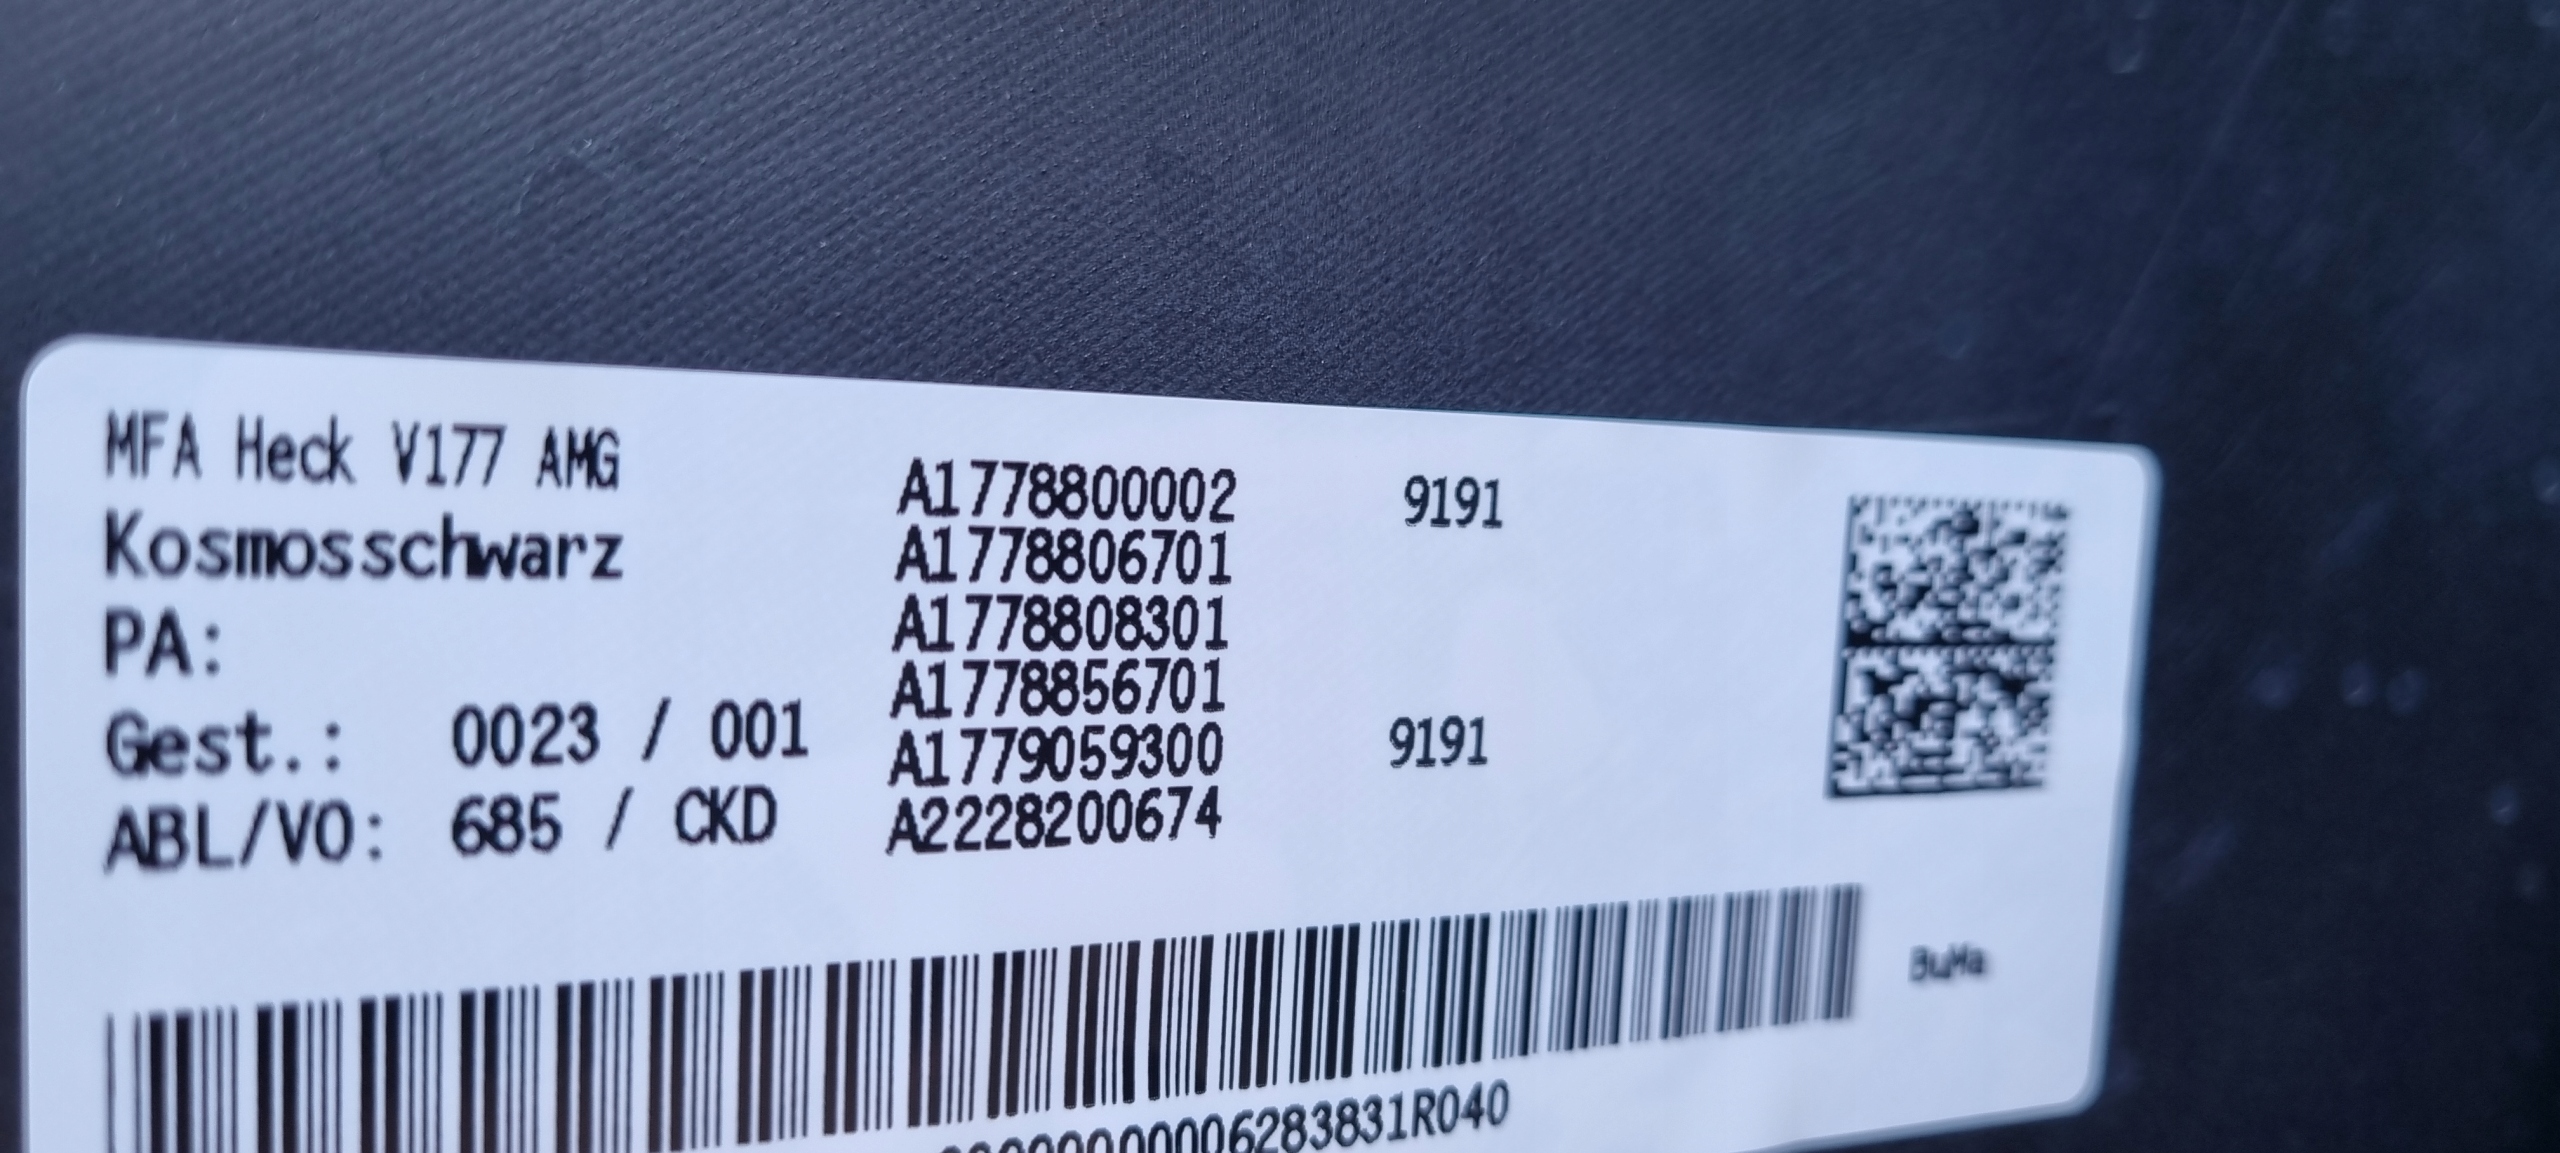 MFA Heck V177 AMG
Kosmosschwarz
PA:
Gest.: 0023 / 001
ABL/VO: 685 / CKD
A1778800002 9191
A1778806701
A1778808301
A1778856701
A1779059300 9191
A2228200674
BuHa